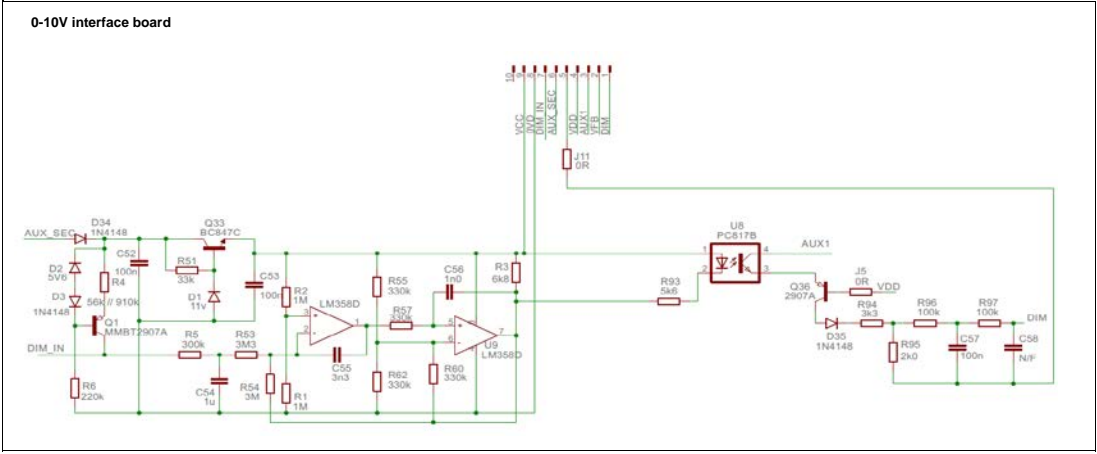 0-10V interface board
10
9
8
7
6
5
4
3
2
1
VCC
0VD
DIM_IN
AUX_SEC
VDD
AUX1
VFB
DIM
J11
0R
AUX_SEC
D34
1N4148
Q33
BC847C
D2
5V6
R4
56k // 910k
C52
100n
R51
33k
D1
11v
C53
100n
D3
1N4148
Q1
MMBT2907A
DIM_IN
R6
220k
R5
300k
R53
3M3
C54
1u
R54
3M
R2
1M
LM358D
3
2
1
C55
3n3
R1
1M
R55
330k
R57
330k
C56
1n0
R3
6k8
5
6
7
U9
LM358D
R62
330k
R60
330k
R93
5k6
U8
PC817B
1
2
4
3
AUX1
Q36
2907A
J5
0R
VDD
D35
1N4148
R94
3k3
R96
100k
R97
100k
DIM
R95
2k0
C57
100n
C58
N/F